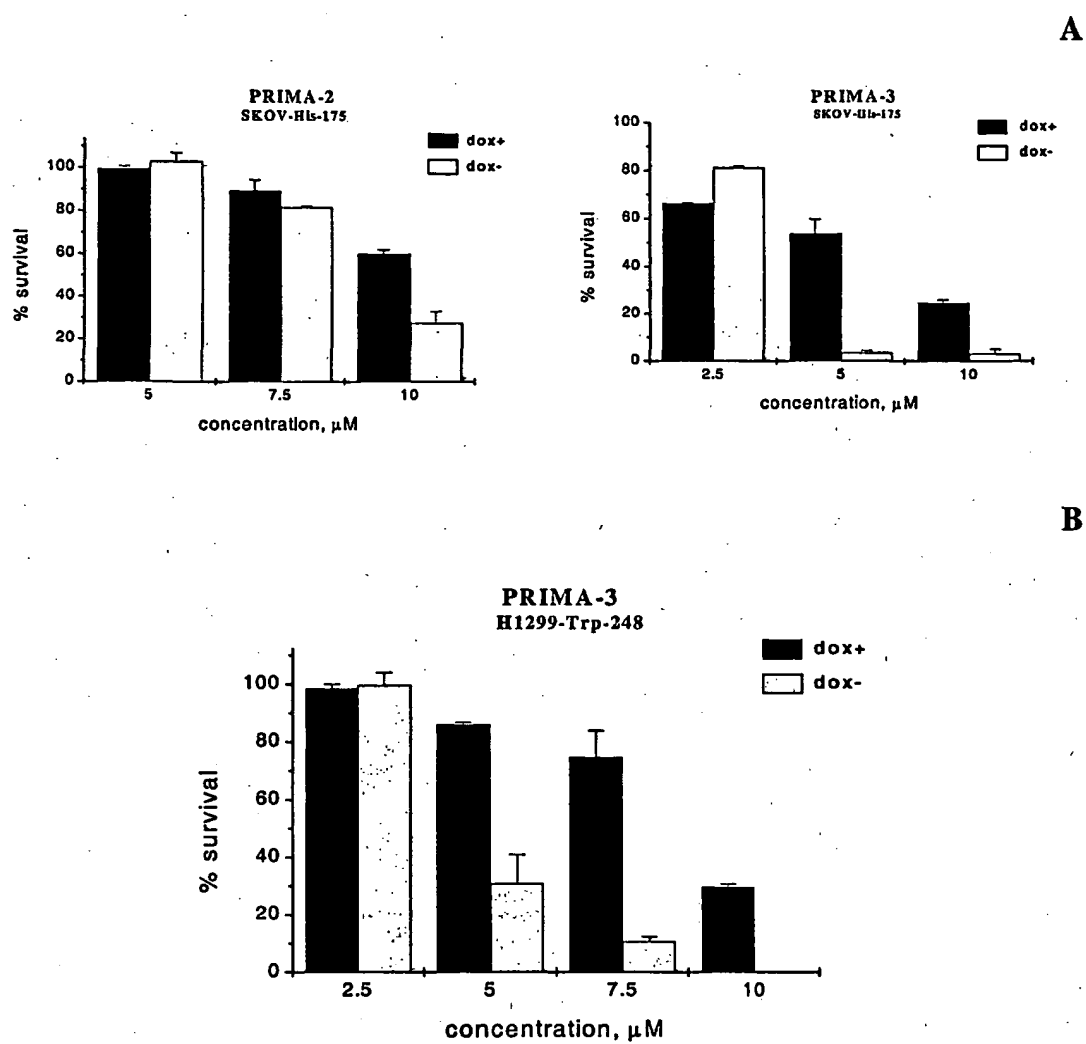 A
PRIMA-2
SKOV-His-175
dox+
dox-
% survival
100
80
60
40
20
0
5 7.5 10
concentration, μM
PRIMA-3
SKOV-His-175
dox+
dox-
% survival
100
80
60
40
20
0
2.5 5 10
concentration, μM
B
PRIMA-3
H1299-Trp-248
dox+
dox-
% survival
100
80
60
40
20
0
2.5 5 7.5 10
concentration, μM